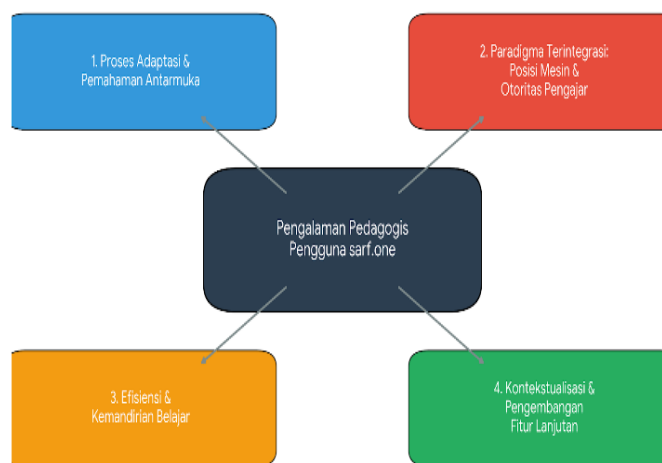 1. Proses Adaptasi &
Pemahaman Antarmuka
2. Paradigma Terintegrasi:
Posisi Mesin &
Otoritas Pengajar
Pengalaman Pedagogis
Pengguna sarf.one
3. Efisiensi &
Kemandirian Belajar
4. Kontekstualisasi &
Pengembangan
Fitur Lanjutan